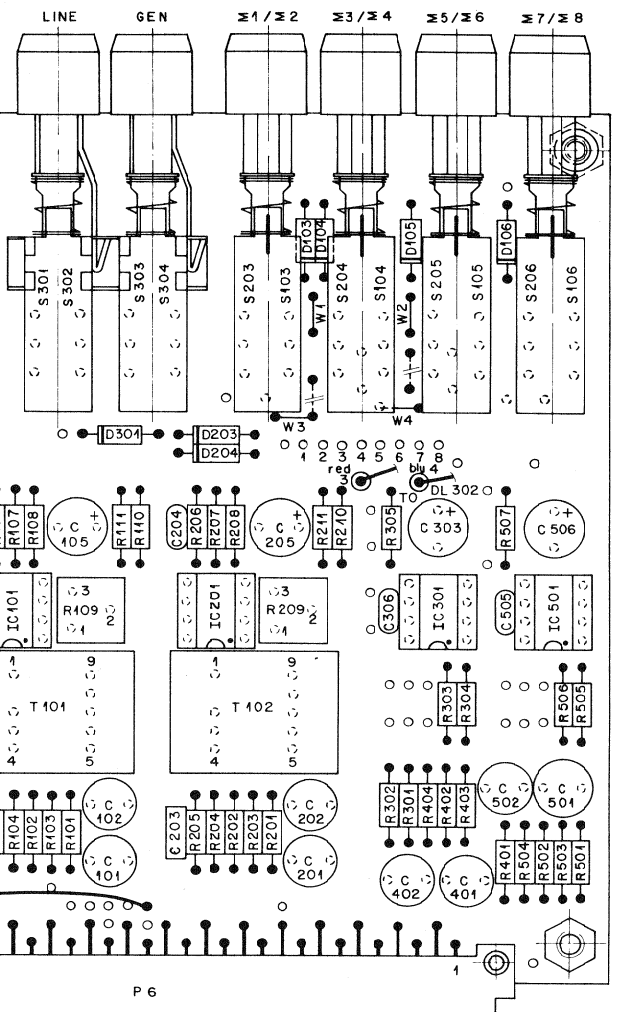 LINE GEN Σ1/Σ2 Σ3/Σ4 Σ5/Σ6 Σ7/Σ8
D103 D104 D105 D106
S301 S302 S303 S304 S203 S103 S204 S104 S205 S105 S206 S106
W1 W2
W3 W4
D301 D203
D204
1 2 3 4 5 6 7 8
red 3 blu 4
TO DL 302
R107 R108 C 105 R111 R110 C204 R206 R207 R208 C 205 R211 R210 R305 C 303 R507 C 506
IC101 3 R109 2 1 IC201 3 R209 2 1 C306 IC301 C505 IC501
1 9 1 9
T 101 T 102
4 5 4 5
R303 R304 R506 R505
R104 R102 R103 R101 C 102 C 203 R205 R204 R202 R203 R201 C 202 R302 R301 R404 R402 R403 C 502 C 501
C 101 C 201 C 402 C 401 R401 R504 R502 R503 R501
1
P 6